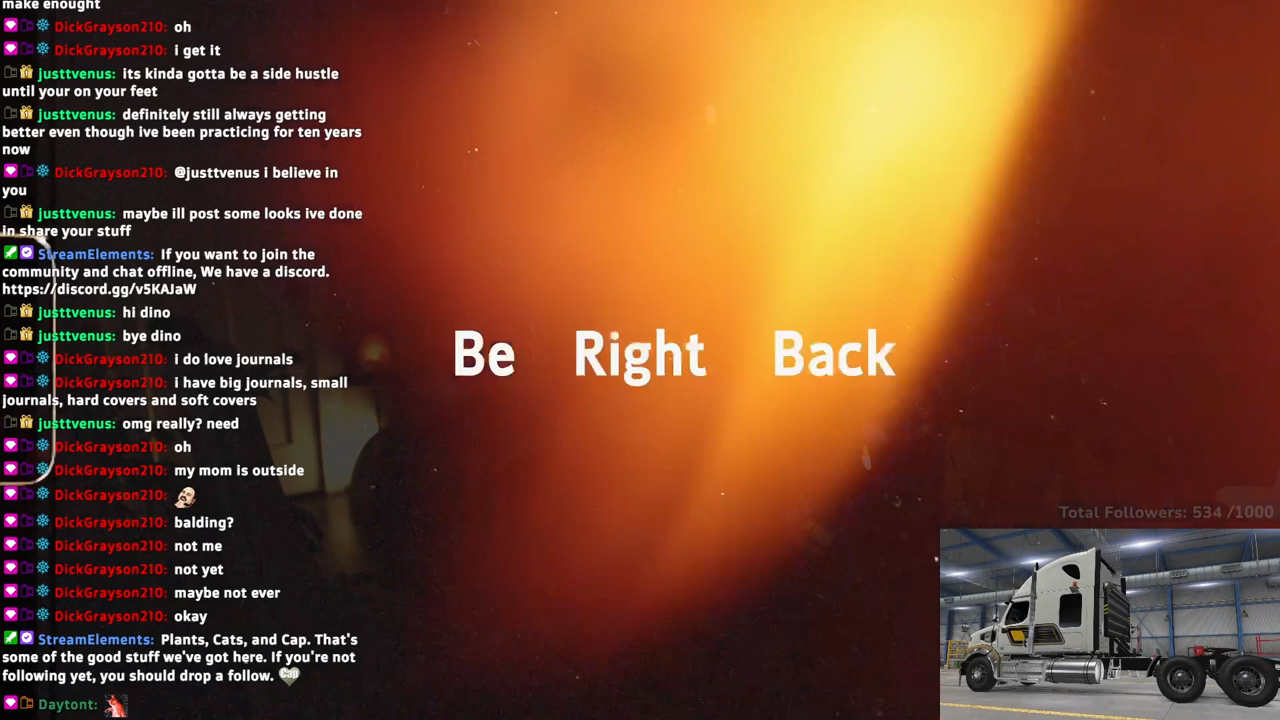 make enought
DickGrayson210: oh
DickGrayson210: i get it
justtvenus: its kinda gotta be a side hustle
until your on your feet
justtvenus: definitely still always getting
better even though ive been practicing for ten years
now
DickGrayson210: @justtvenus i believe in
you
justtvenus: maybe ill post some looks ive done
in share your stuff
StreamElements: If you want to join the
community and chat offline, We have a discord.
https://discord.gg/v5KAJaW
justtvenus: hi dino
justtvenus: bye dino
DickGrayson210: i do love journals
DickGrayson210: i have big journals, small
journals, hard covers and soft covers
justtvenus: omg really? need
DickGrayson210: oh
DickGrayson210: my mom is outside
DickGrayson210:
DickGrayson210: balding?
DickGrayson210: not me
DickGrayson210: not yet
DickGrayson210: maybe not ever
DickGrayson210: okay
StreamElements: Plants, Cats, and Cap. That's
some of the good stuff we've got here. If you're not
following yet, you should drop a follow. Cap
Daytont:
Be Right Back
Total Followers: 534 /1000